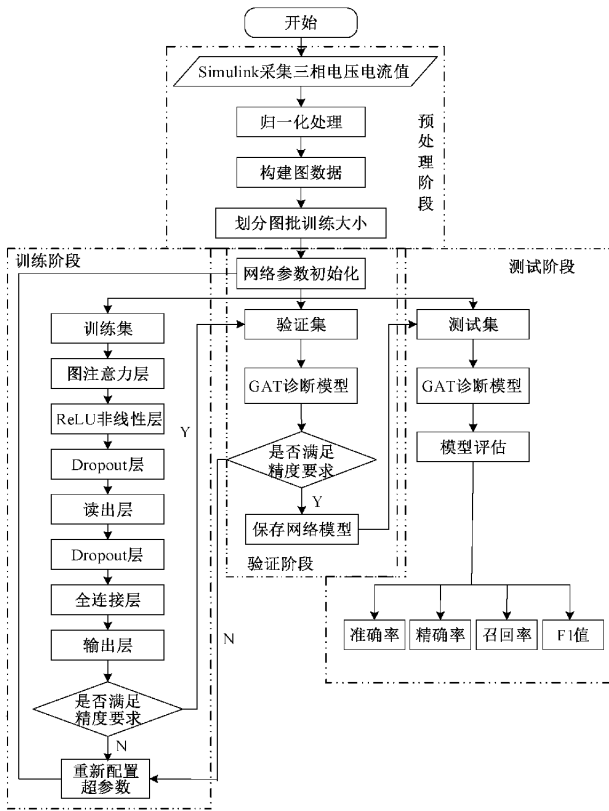 开始
Simulink采集三相电压电流值
归一化处理
构建图数据
划分图批训练大小
预处理阶段
训练阶段
网络参数初始化
测试阶段
训练集
图注意力层
ReLU非线性层
Dropout层
读出层
Dropout层
全连接层
输出层
是否满足
精度要求
N
重新配置
超参数
Y
验证集
GAT诊断模型
是否满足
精度要求
Y
保存网络模型
验证阶段
N
测试集
GAT诊断模型
模型评估
准确率
精确率
召回率
F1值